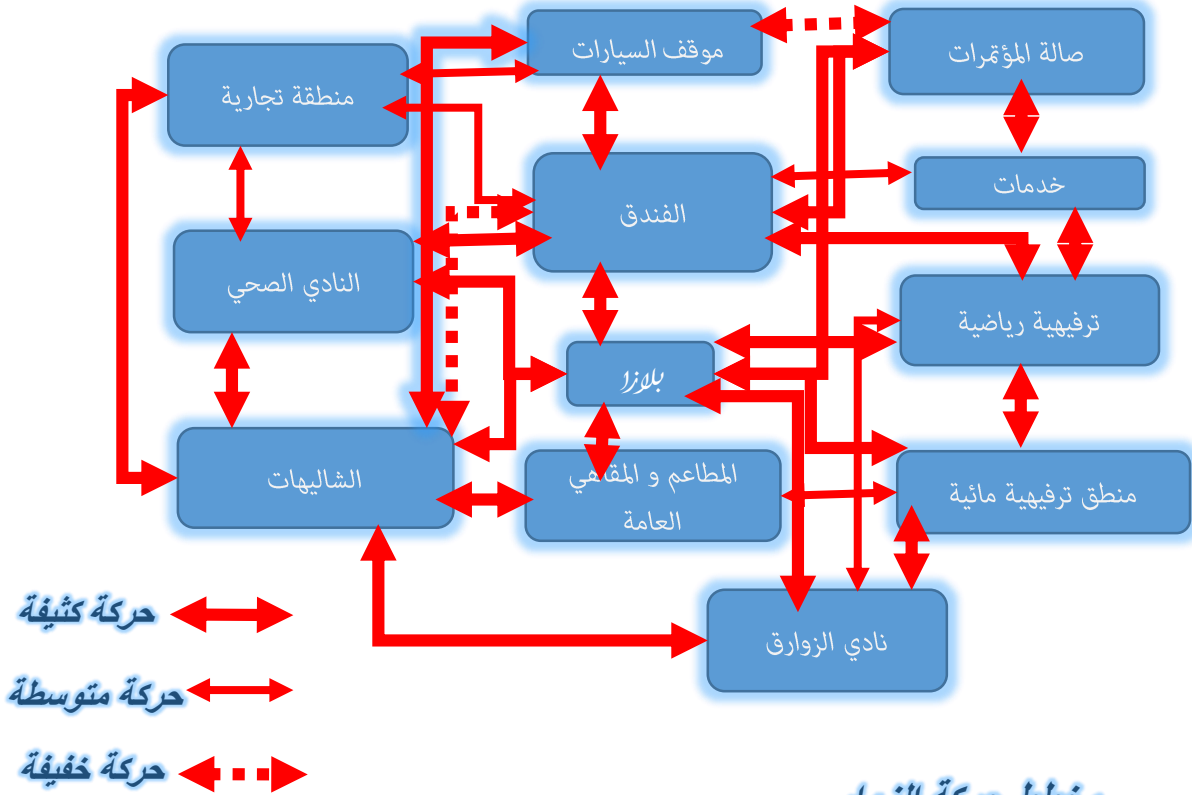 موقف السيارات
صالة المؤتمرات
منطقة تجارية
خدمات
الفندق
النادي الصحي
ترفيهية رياضية
بلازا
الشاليهات
المطاعم و المقاهي
العامة
منطق ترفيهية مائية
نادي الزوارق
حركة كثيفة
حركة متوسطة
حركة خفيفة